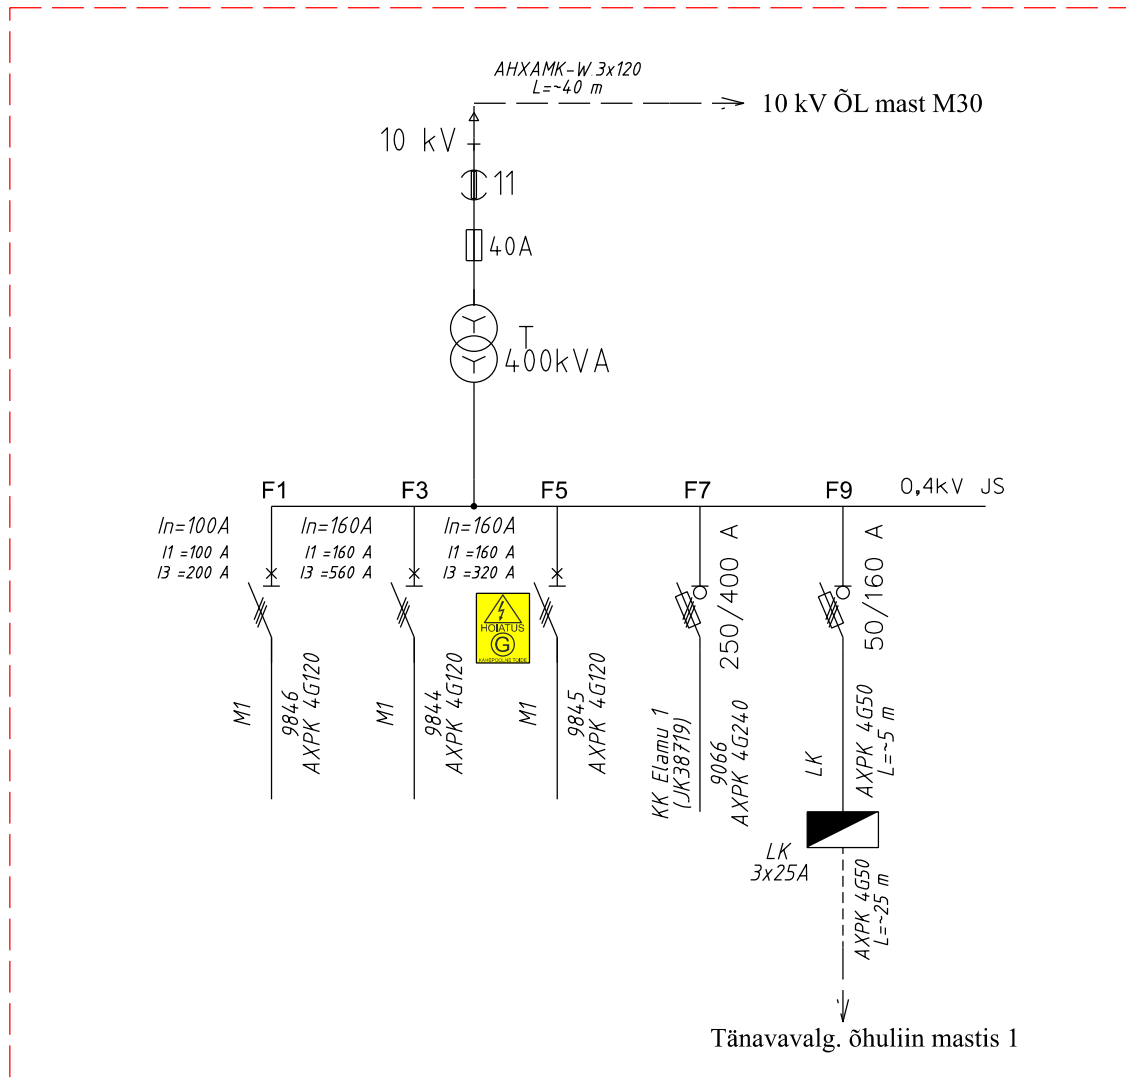 AHXAMK-W 3x120
L=~40 m
10 kV ÕL mast M30
10 kV
11
40A
T
400kVA
F1
F3
F5
F7
F9
0,4kV JS
In=100A
I1 =100 A
I3 =200 A
In=160A
I1 =160 A
I3 =560 A
In=160A
I1 =160 A
I3 =320 A
250/400 A
50/160 A
HOIATUS
G
KAHEPOOLNE TOIDE
M1
9846
AXPK 4G120
M1
9844
AXPK 4G120
M1
9845
AXPK 4G120
KK Elamu 1
(JK38719)
9066
AXPK 4G240
LK
AXPK 4G50
L=~5 m
LK
3x25A
AXPK 4G50
L=~25 m
Tänavavalg. õhuliin mastis 1